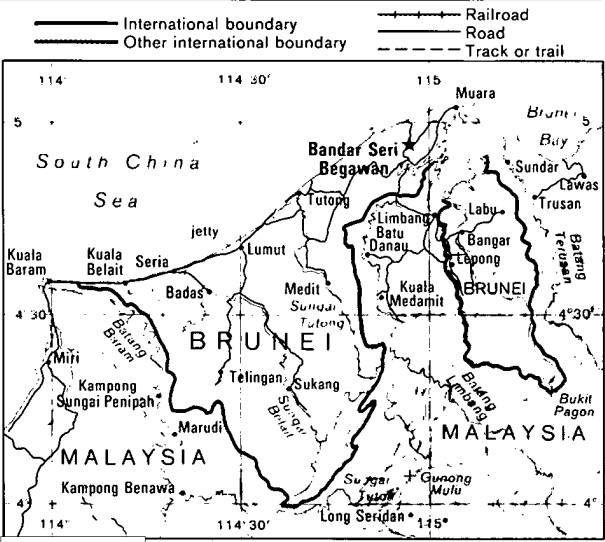 International boundary
Other international boundary
Railroad
Road
Track or trail
114°
114° 30'
115
5
5
Muara
Brunei
Bay
South China
Sea
Bandar Seri
Begawan
Sundar
Lawas
Trusan
Tutong
Limbang
Labu
Batu
Danau
Bangar
Lepong
Batang
Terusan
jetty
Lumut
Kuala
Baram
Kuala
Belait
Seria
Badas
Medit
Sungai
Tutong
Kuala
Medamit
BRUNEI
4°30
4°30'
Batang
Baram
BRUNEI
Miri
Telingan
Sukang
Kampong
Sungai Penipah
Sungai
Belait
Batang
Limbang
Bukit
Pagon
Marudi
MALAYSIA
MALAYSIA
Kampong Benawa
Sungai
Tutoh
Gunong
Mulu
4°
4°
114°
114° 30'
Long Seridan
115°